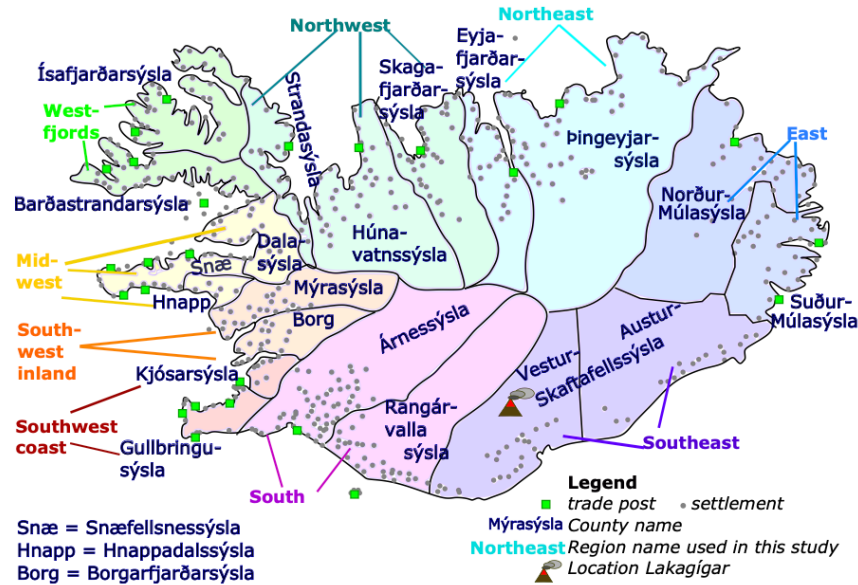 Northeast
Northwest
Eyja-
fjarðar-
sýsla
Ísafjarðarsýsla
Skaga-
fjarðar-
sýsla
Strandasýsla
West-
fjords
Þingeyjar-
sýsla
East
Barðastrandarsýsla
Norður-
Múlasýsla
Húna-
vatnssýsla
Dala-
sýsla
Mid-
west
Snæ
Hnapp
Mýrasýsla
Suður-
Múlasýsla
Borg
South-
west
inland
Árnessýsla
Austur-
Skaftafellssýsla
Vestur-
Kjósarsýsla
Rangár-
valla
sýsla
Southwest
coast
Gullbringu-
sýsla
Southeast
South
Legend
trade post
settlement
Mýrasýsla County name
Northeast Region name used in this study
Location Lakagígar
Snæ = Snæfellsnessýsla
Hnapp = Hnappadalssýsla
Borg = Borgarfjarðarsýsla